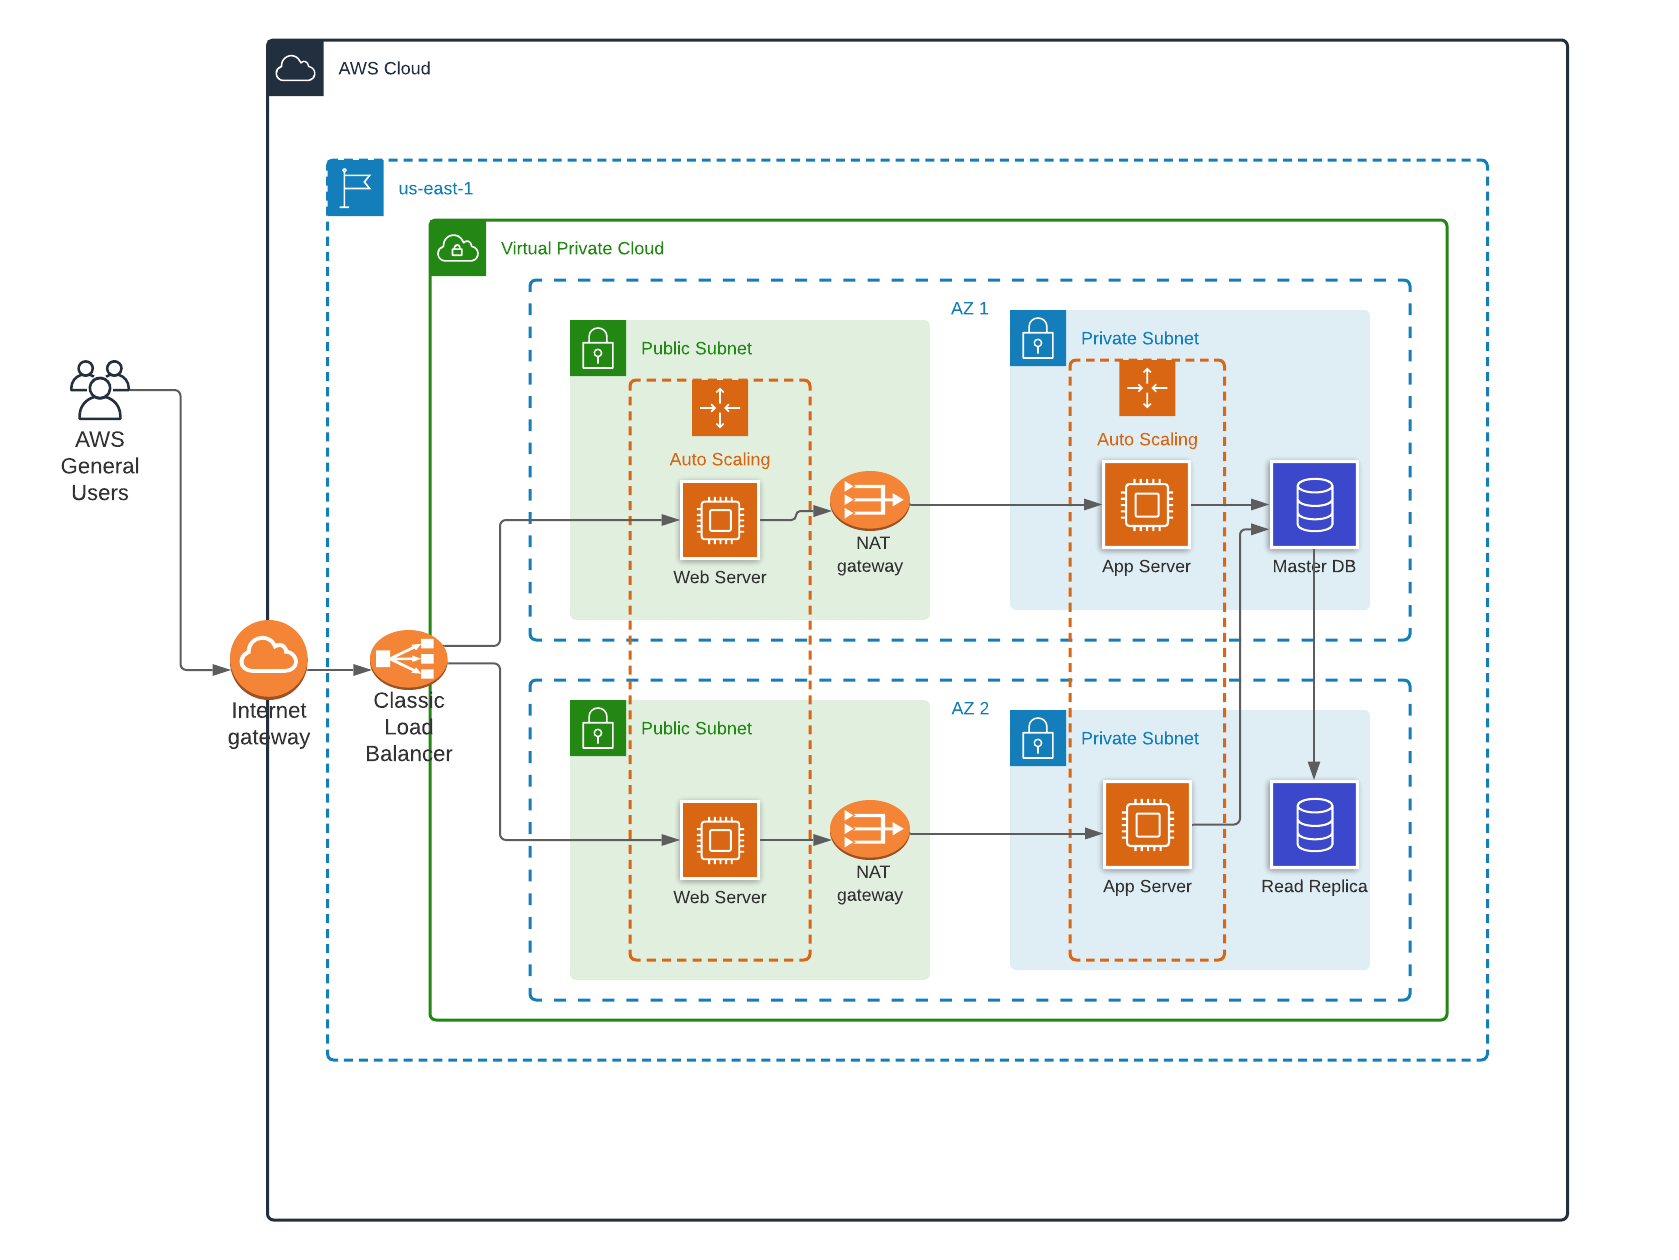 AWS Cloud
us-east-1
Virtual Private Cloud
AZ 1
Public Subnet
Private Subnet
Auto Scaling
Auto Scaling
AWS
General
Users
Web Server
NAT
gateway
App Server
Master DB
Internet
gateway
Classic
Load
Balancer
AZ 2
Public Subnet
Private Subnet
Web Server
NAT
gateway
App Server
Read Replica